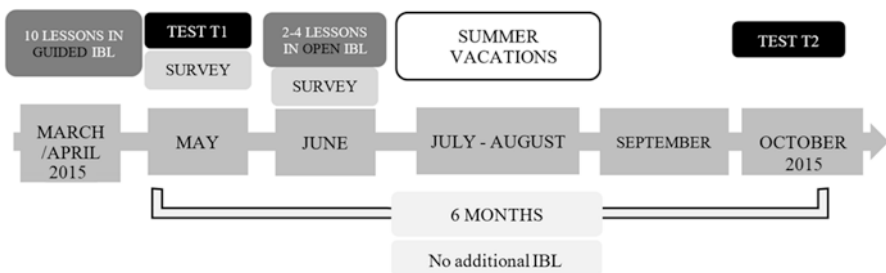 10 LESSONS IN
GUIDED IBL
TEST T1
SURVEY
2-4 LESSONS
IN OPEN IBL
SURVEY
SUMMER
VACATIONS
TEST T2
MARCH
/APRIL
2015
MAY
JUNE
JULY - AUGUST
SEPTEMBER
OCTOBER
2015
6 MONTHS
No additional IBL